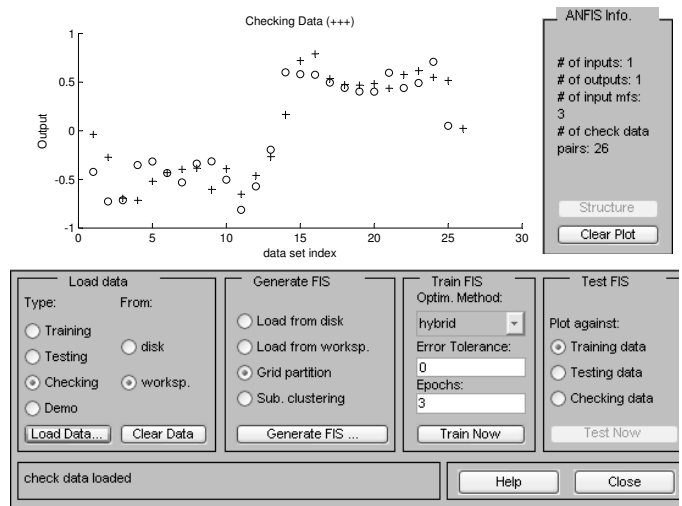 Checking Data (+++)
1
0.5
0
-0.5
-1
Output
0
5
10
15
20
25
30
data set index
ANFIS Info.
# of inputs: 1
# of outputs: 1
# of input mfs:
3
# of check data
pairs: 26
Structure
Clear Plot
Load data
Type:
From:
Training
Testing
Checking
Demo
disk
worksp.
Load Data...
Clear Data
Generate FIS
Load from disk
Load from worksp.
Grid partition
Sub. clustering
Generate FIS ...
Train FIS
Optim. Method:
hybrid
Error Tolerance:
0
Epochs:
3
Train Now
Test FIS
Plot against:
Training data
Testing data
Checking data
Test Now
check data loaded
Help
Close